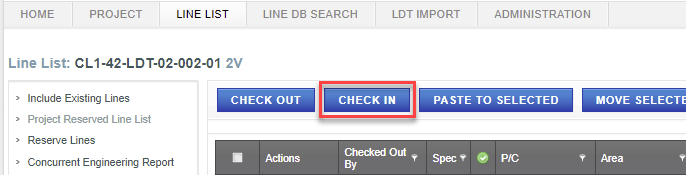 HOME PROJECT LINE LIST LINE DB SEARCH LDT IMPORT ADMINISTRATION
Line List: CL1-42-LDT-02-002-01 2V
Include Existing Lines
Project Reserved Line List
Reserve Lines
Concurrent Engineering Report
CHECK OUT CHECK IN PASTE TO SELECTED MOVE SELECTE
Actions Checked Out By Spec P/C Area